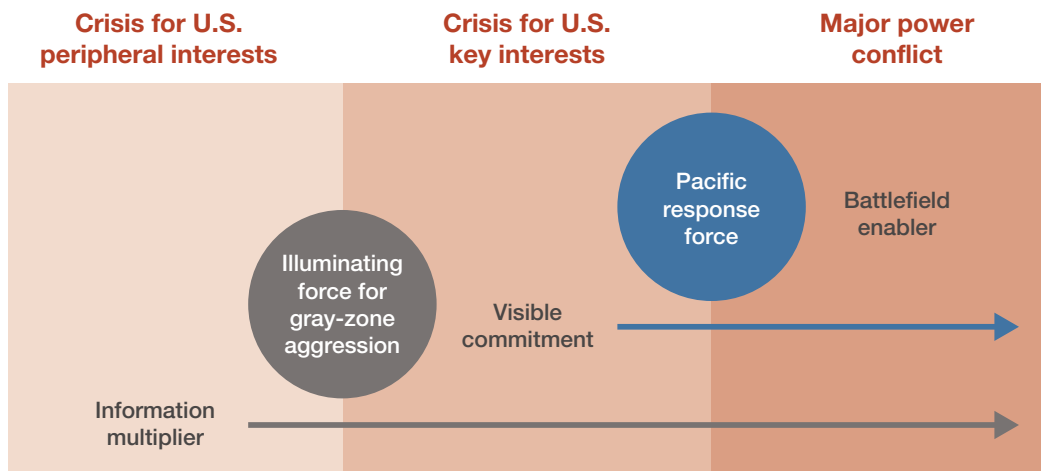 Crisis for U.S.
peripheral interests
Crisis for U.S.
key interests
Major power
conflict
Pacific
response
force
Battlefield
enabler
Illuminating
force for
gray-zone
aggression
Visible
commitment
Information
multiplier